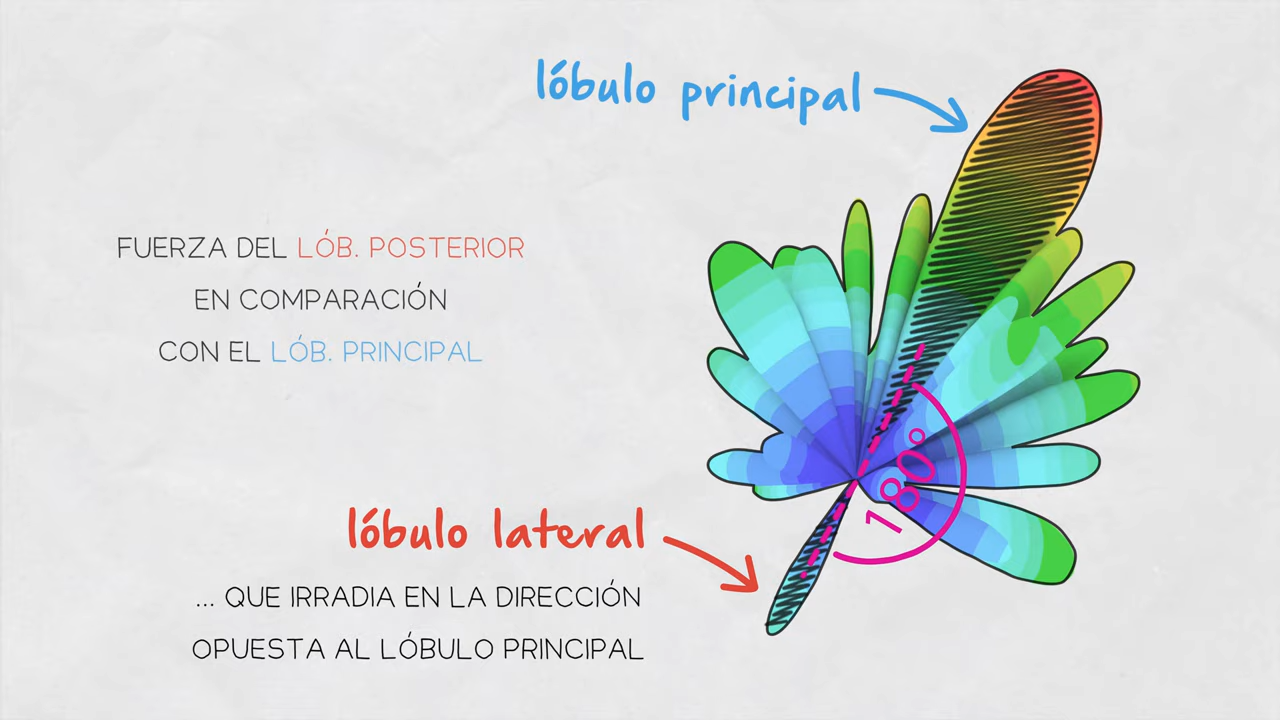 lóbulo principal
FUERZA DEL LÓB. POSTERIOR
EN COMPARACIÓN
CON EL LÓB. PRINCIPAL
180°
lóbulo lateral
... QUE IRRADIA EN LA DIRECCIÓN
OPUESTA AL LÓBULO PRINCIPAL